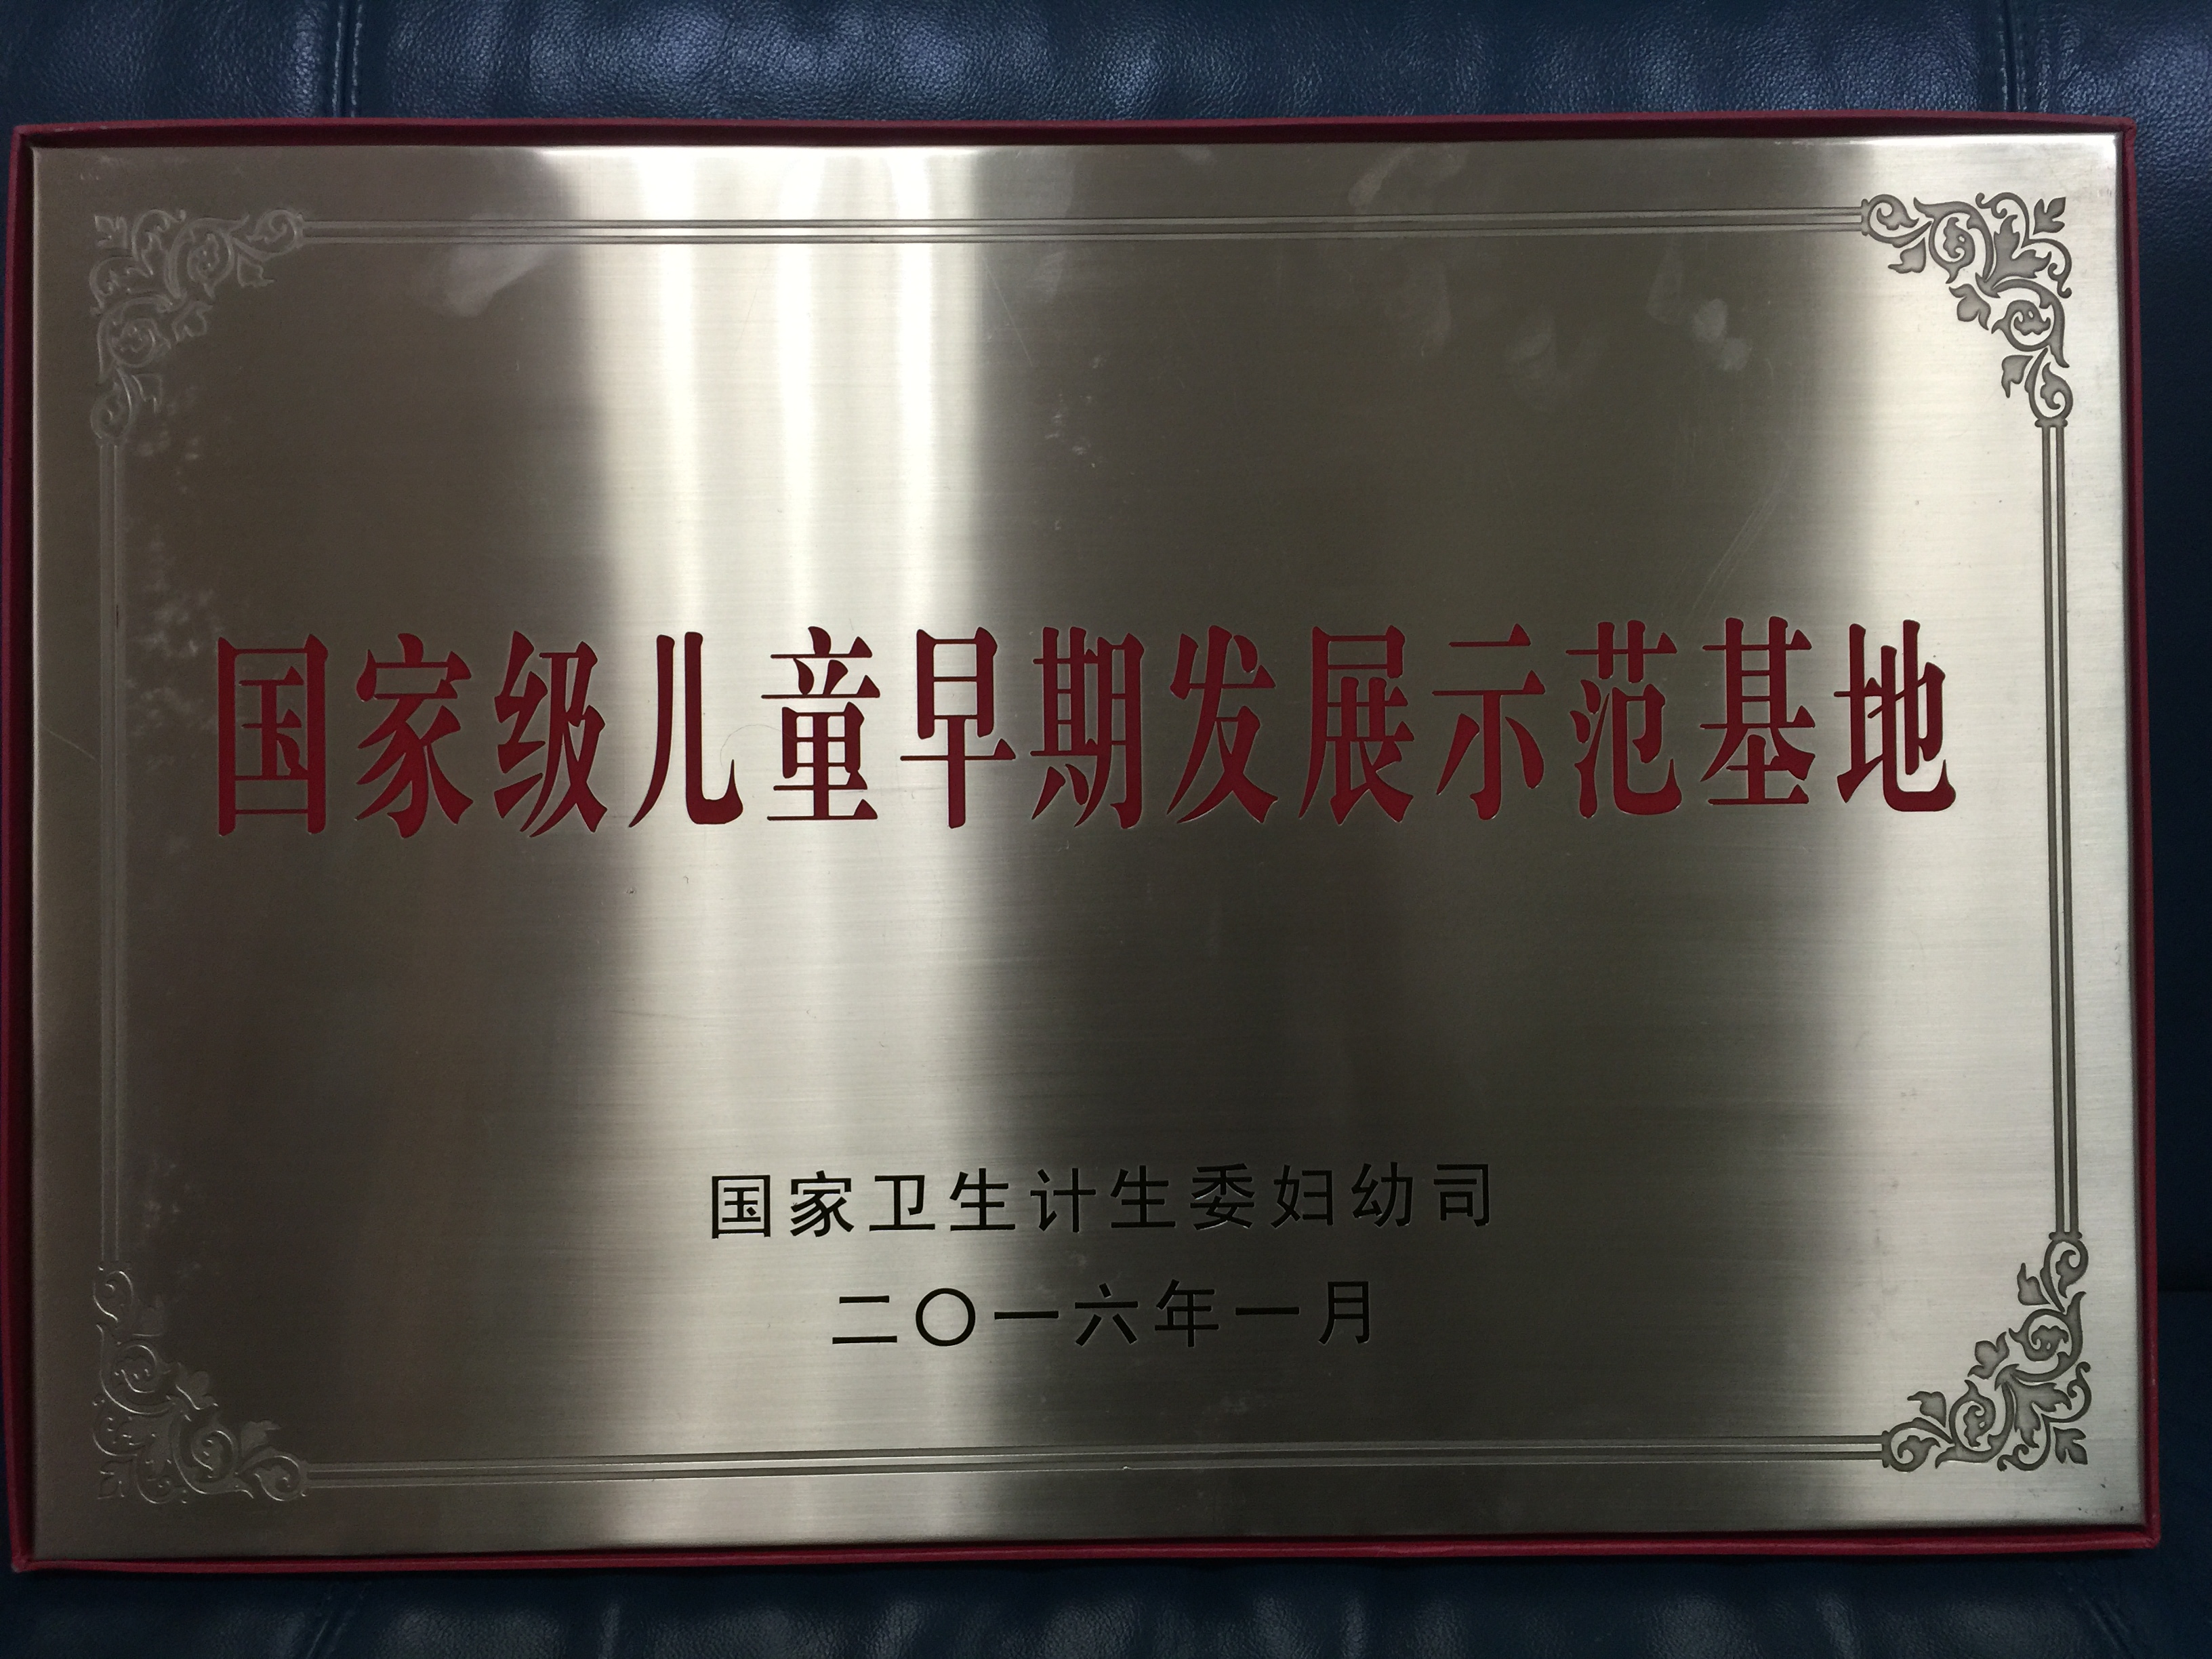 国家级儿童早期发展示范基地
国家卫生计生委妇幼司
二〇一六年一月